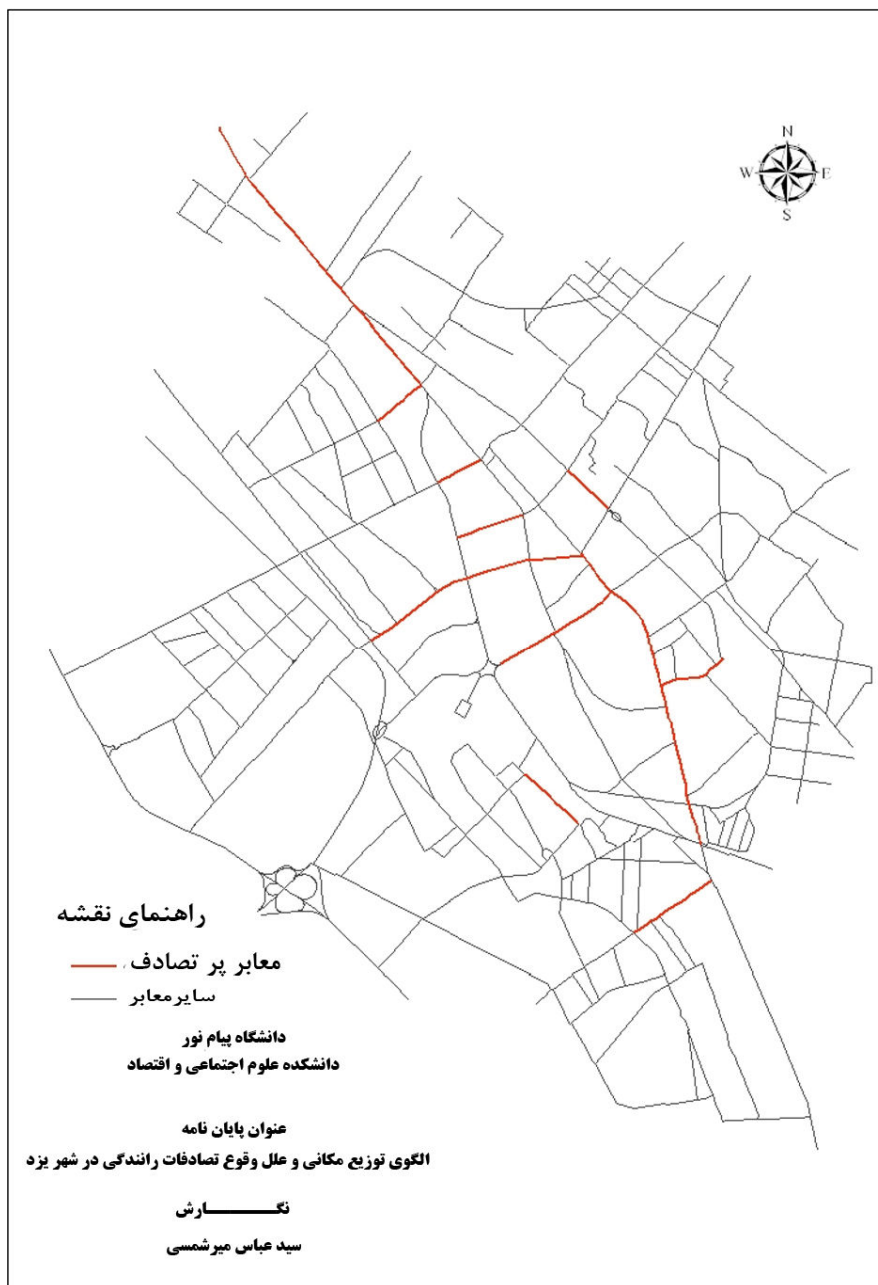 N
W E
S
راهنمای نقشه
معابر پر تصادف
سایرمعابر
دانشگاه پیام نور
دانشکده علوم اجتماعی و اقتصاد
عنوان پایان نامه
الگوی توزیع مکانی و علل وقوع تصادفات رانندگی در شهر یزد
نگـــــــــارش
سید عباس میرشمسی